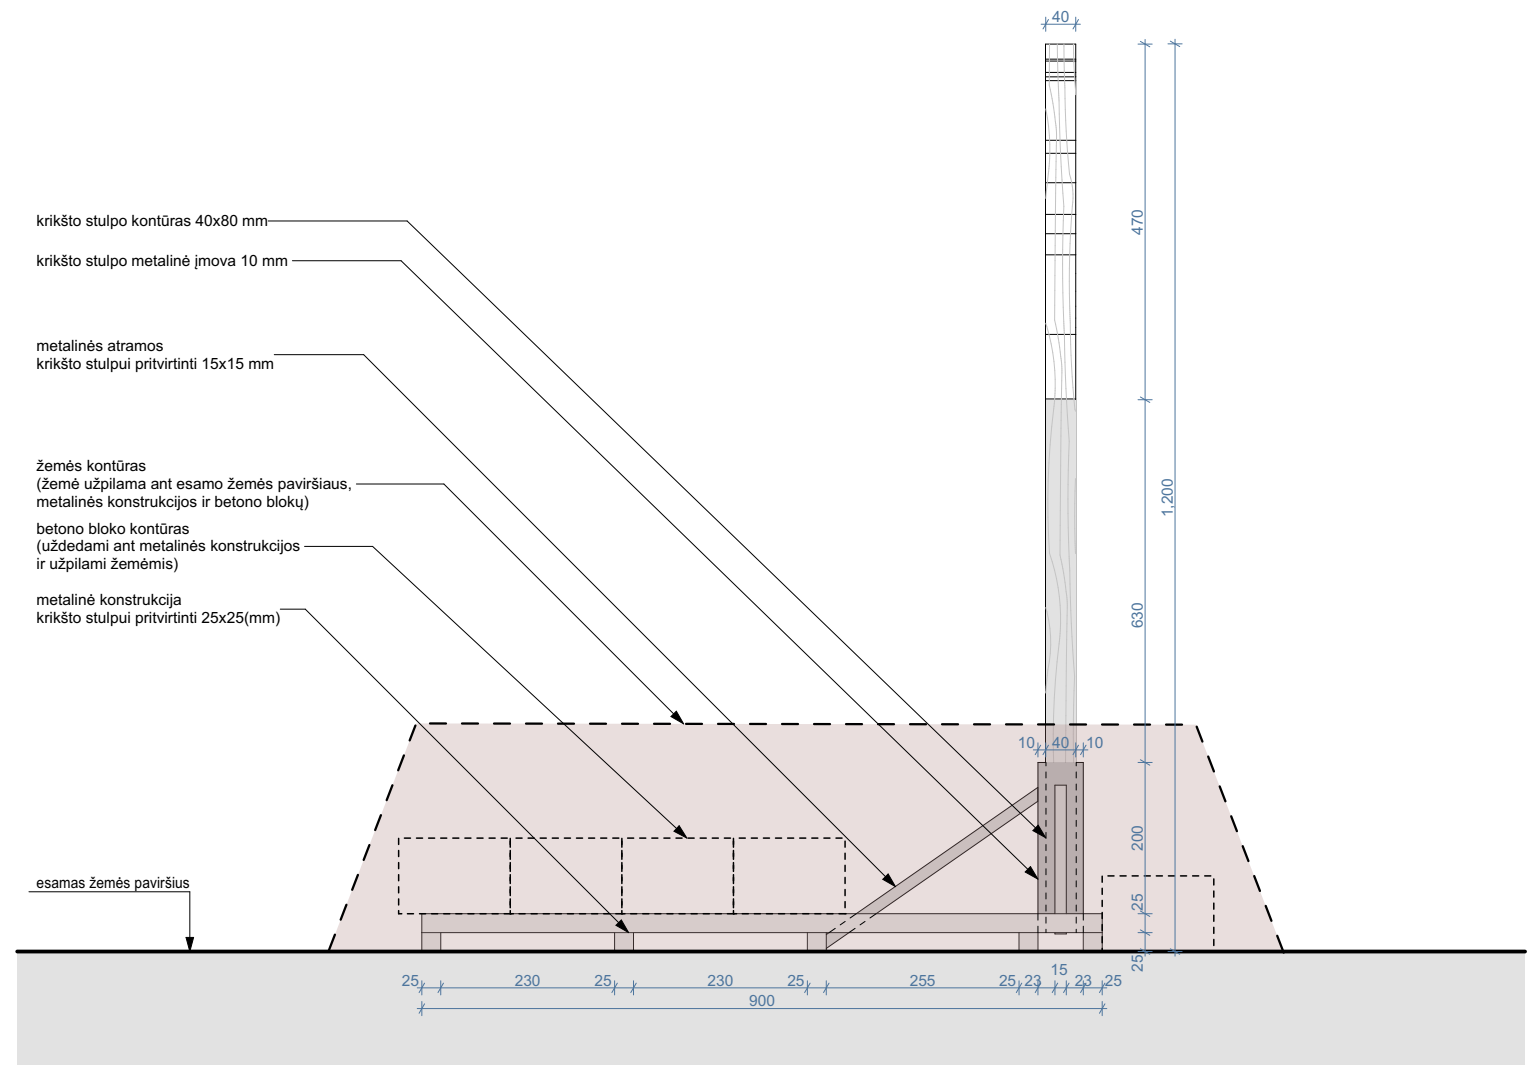 40
krikšto stulpo kontūras 40x80 mm
470
krikšto stulpo metalinė įmova 10 mm
metalinės atramos
krikšto stulpui pritvirtinti 15x15 mm
žemės kontūras
(žemė užpilama ant esamo žemės paviršiaus,
metalinės konstrukcijos ir betono blokų)
1,200
betono bloko kontūras
(uždedami ant metalinės konstrukcijos
ir užpilami žemėmis)
metalinė konstrukcija
krikšto stulpui pritvirtinti 25x25(mm)
630
10 40 10
200
esamas žemės paviršius
25
25
15
25 230 25 230 25 255 25 23 23 25
900